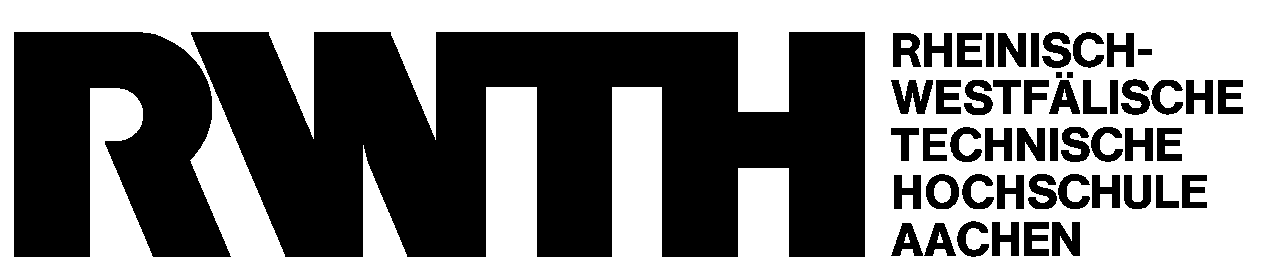 RWTH
RHEINISCH-
WESTFÄLISCHE
TECHNISCHE
HOCHSCHULE
AACHEN